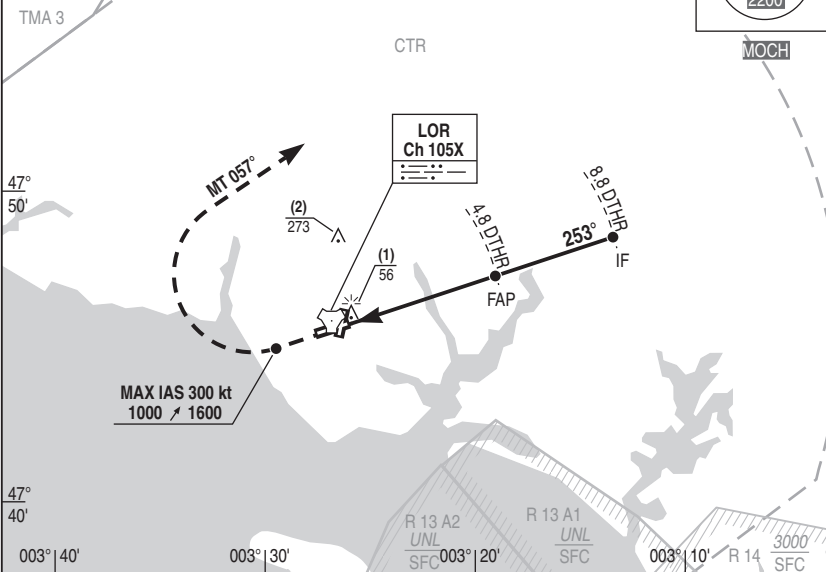 TMA 3
2200
CTR
MOCH
LOR
Ch 105X
MT 057°
47°
50'
(2)
273
4.8 DTHR
8.8 DTHR
253°
IF
(1)
56
FAP
MAX IAS 300 kt
1000 ↗ 1600
47°
40'
R 13 A2
UNL
SFC
R 13 A1
UNL
SFC
R 14
3000
SFC
003° 40'
003° 30'
003° 20'
003° 10'